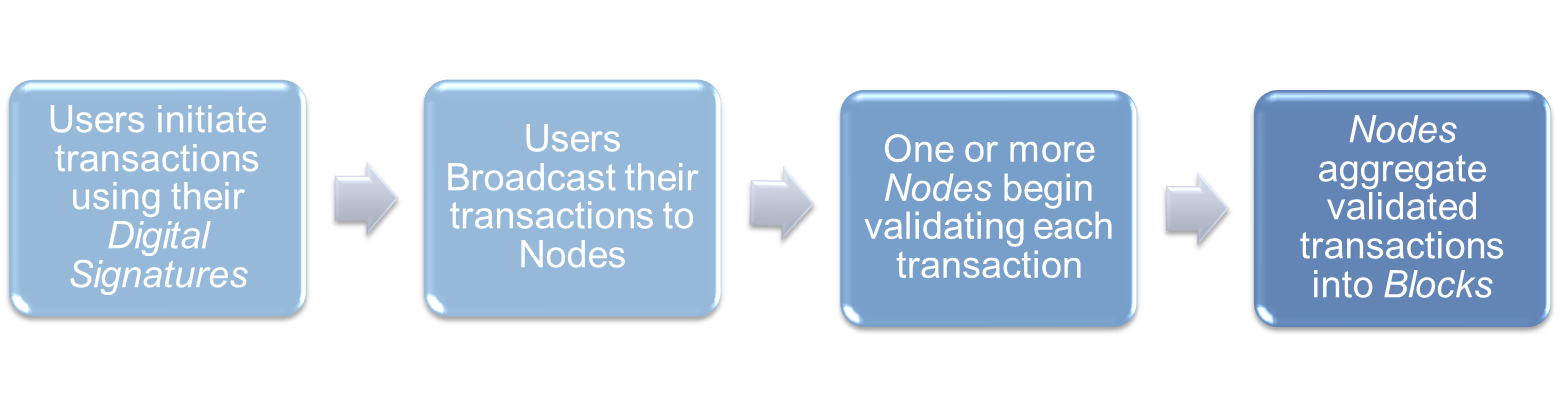 Users initiate
transactions
using their
Digital
Signatures
Users
Broadcast their
transactions to
Nodes
One or more
Nodes begin
validating each
transaction
Nodes
aggregate
validated
transactions
into Blocks